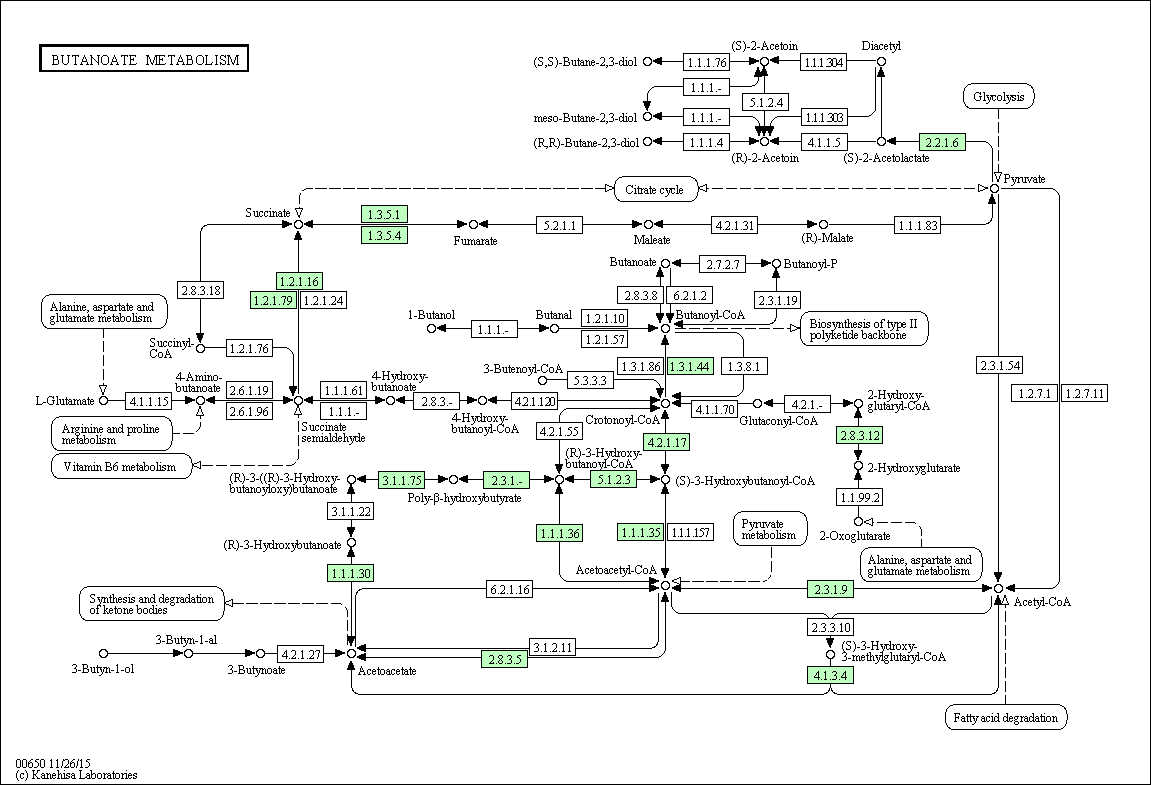 BUTANOATE METABOLISM
(S)-2-Acetoin
Diacetyl
(S,S)-Butane-2,3-diol
1.1.1.76
1.1.1.304
1.1.1.-
5.1.2.4
Glycolysis
meso-Butane-2,3-diol
1.1.1.-
1.1.1.303
(R,R)-Butane-2,3-diol
1.1.1.4
4.1.1.5
2.2.1.6
(R)-2-Acetoin
(S)-2-Acetolactate
Pyruvate
Citrate cycle
Succinate
1.3.5.1
1.3.5.4
Fumarate
5.2.1.1
Maleate
4.2.1.31
(R)-Malate
1.1.1.83
Butanoate
2.7.2.7
Butanoyl-P
1.2.1.16
1.2.1.79
1.2.1.24
2.8.3.18
2.8.3.8
6.2.1.2
2.3.1.19
Alanine, aspartate and
glutamate metabolism
1-Butanol
1.1.1.-
Butanal
1.2.1.10
1.2.1.57
Butanoyl-CoA
Biosynthesis of type II
polyketide backbone
Succinyl-
CoA
1.2.1.76
1.3.1.86
1.3.1.44
1.3.8.1
2.3.1.54
3-Butenoyl-CoA
5.3.3.3
4-Amino-
butanoate
4-Hydroxy-
butanoate
L-Glutamate
4.1.1.15
2.6.1.19
2.6.1.96
1.1.1.61
1.1.1.-
2.8.3.-
4.2.1.120
4.1.1.70
4.2.1.-
2-Hydroxy-
glutaryl-CoA
1.2.7.1
1.2.7.11
4-Hydroxy-
butanoyl-CoA
Crotonoyl-CoA
Glutaconyl-CoA
Arginine and proline
metabolism
Succinate
semialdehyde
4.2.1.55
4.2.1.17
2.8.3.12
Vitamin B6 metabolism
(R)-3-Hydroxy-
butanoyl-CoA
2-Hydroxyglutarate
(R)-3-((R)-3-Hydroxy-
butanoyloxy)butanoate
3.1.1.75
2.3.1.-
5.1.2.3
(S)-3-Hydroxybutanoyl-CoA
Poly-β-hydroxybutyrate
1.1.99.2
3.1.1.22
1.1.1.36
1.1.1.35
1.1.1.157
Pyruvate
metabolism
2-Oxoglutarate
(R)-3-Hydroxybutanoate
Alanine, aspartate and
glutamate metabolism
1.1.1.30
Acetoacetyl-CoA
6.2.1.16
2.3.1.9
Acetyl-CoA
Synthesis and degradation
of ketone bodies
2.3.3.10
3-Butyn-1-al
3.1.2.11
(S)-3-Hydroxy-
3-methylglutaryl-CoA
3-Butyn-1-ol
3-Butynoate
4.2.1.27
Acetoacetate
2.8.3.5
4.1.3.4
Fatty acid degradation
00650 11/26/15
(c) Kanehisa Laboratories